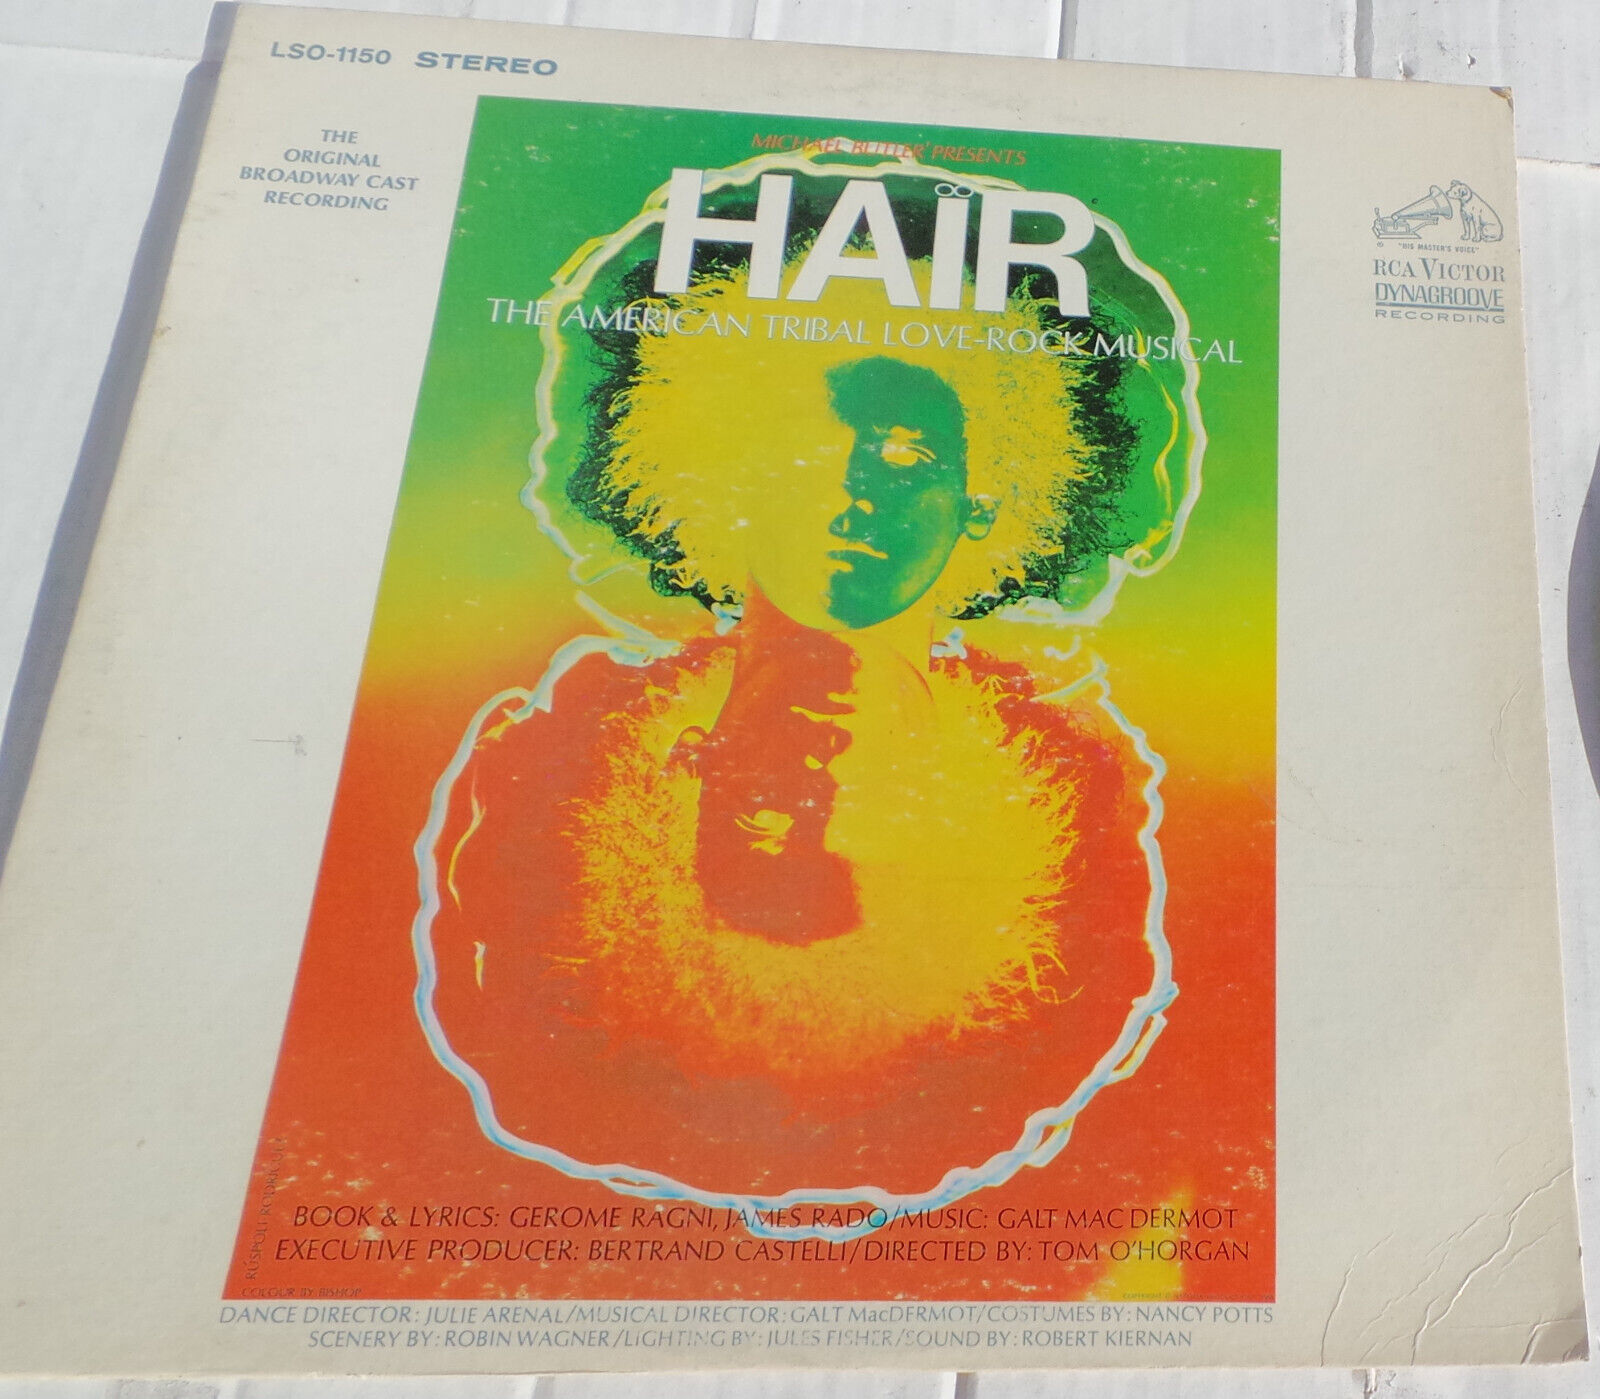 LSO-1150 STEREO
THE
ORIGINAL
BROADWAY CAST
RECORDING
MICHAEL BUTLER PRESENTS
HAïR
THE AMERICAN TRIBAL LOVE-ROCK MUSICAL
"HIS MASTER'S VOICE"
RCA VICTOR
DYNAGROOVE
RECORDING
RUSPOLI RODRIGUEZ
BOOK & LYRICS: GEROME RAGNI, JAMES RADO/MUSIC: GALT MAC DERMOT
EXECUTIVE PRODUCER: BERTRAND CASTELLI/DIRECTED BY: TOM O'HORGAN
COLOUR BY BISHOP
DANCE DIRECTOR: JULIE ARENAL/MUSICAL DIRECTOR: GALT MacDERMOT/COSTUMES BY: NANCY POTTS
SCENERY BY: ROBIN WAGNER/LIGHTING BY: JULES FISHER/SOUND BY: ROBERT KIERNAN